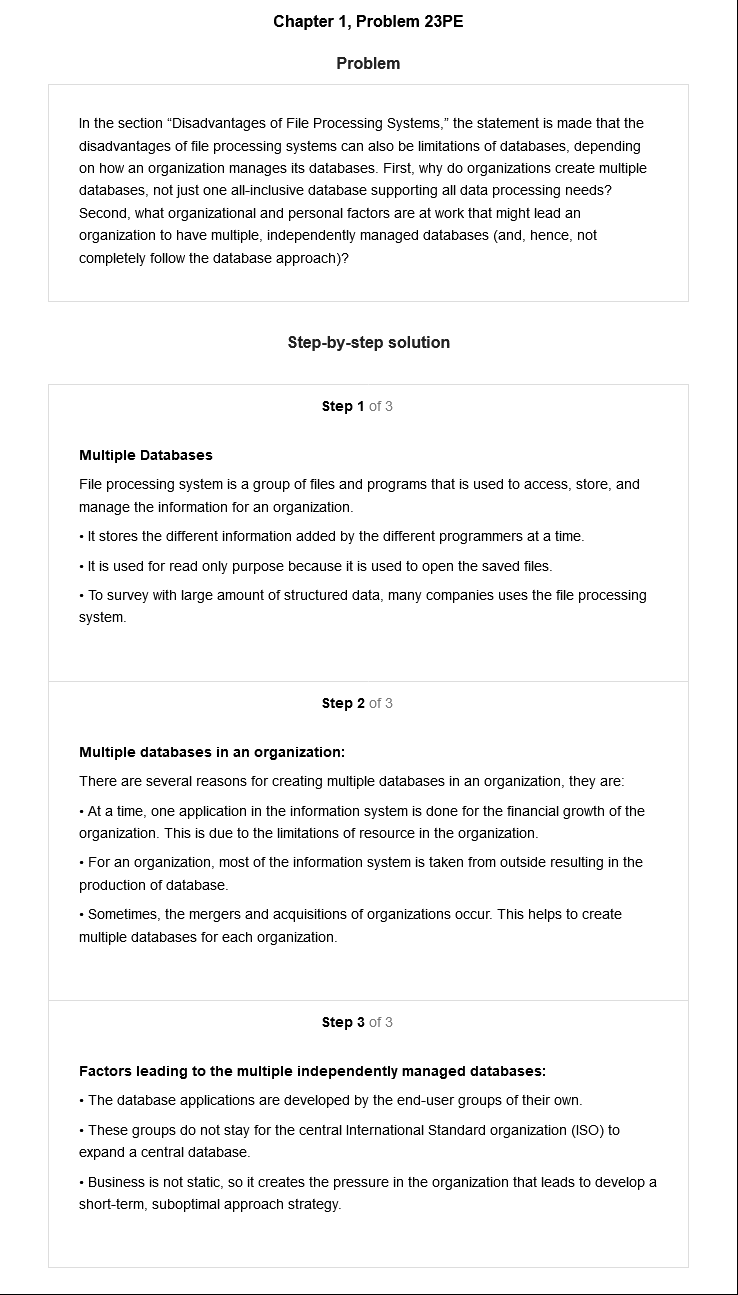 Chapter 1, Problem 23PE
Problem
In the section “Disadvantages of File Processing Systems,” the statement is made that the
disadvantages of file processing systems can also be limitations of databases, depending
on how an organization manages its databases. First, why do organizations create multiple
databases, not just one all-inclusive database supporting all data processing needs?
Second, what organizational and personal factors are at work that might lead an
organization to have multiple, independently managed databases (and, hence, not
completely follow the database approach)?
Step-by-step solution
Step 1 of 3
Multiple Databases
File processing system is a group of files and programs that is used to access, store, and
manage the information for an organization.
• It stores the different information added by the different programmers at a time.
• It is used for read only purpose because it is used to open the saved files.
• To survey with large amount of structured data, many companies uses the file processing
system.
Step 2 of 3
Multiple databases in an organization:
There are several reasons for creating multiple databases in an organization, they are:
• At a time, one application in the information system is done for the financial growth of the
organization. This is due to the limitations of resource in the organization.
• For an organization, most of the information system is taken from outside resulting in the
production of database.
• Sometimes, the mergers and acquisitions of organizations occur. This helps to create
multiple databases for each organization.
Step 3 of 3
Factors leading to the multiple independently managed databases:
• The database applications are developed by the end-user groups of their own.
• These groups do not stay for the central International Standard organization (ISO) to
expand a central database.
• Business is not static, so it creates the pressure in the organization that leads to develop a
short-term, suboptimal approach strategy.